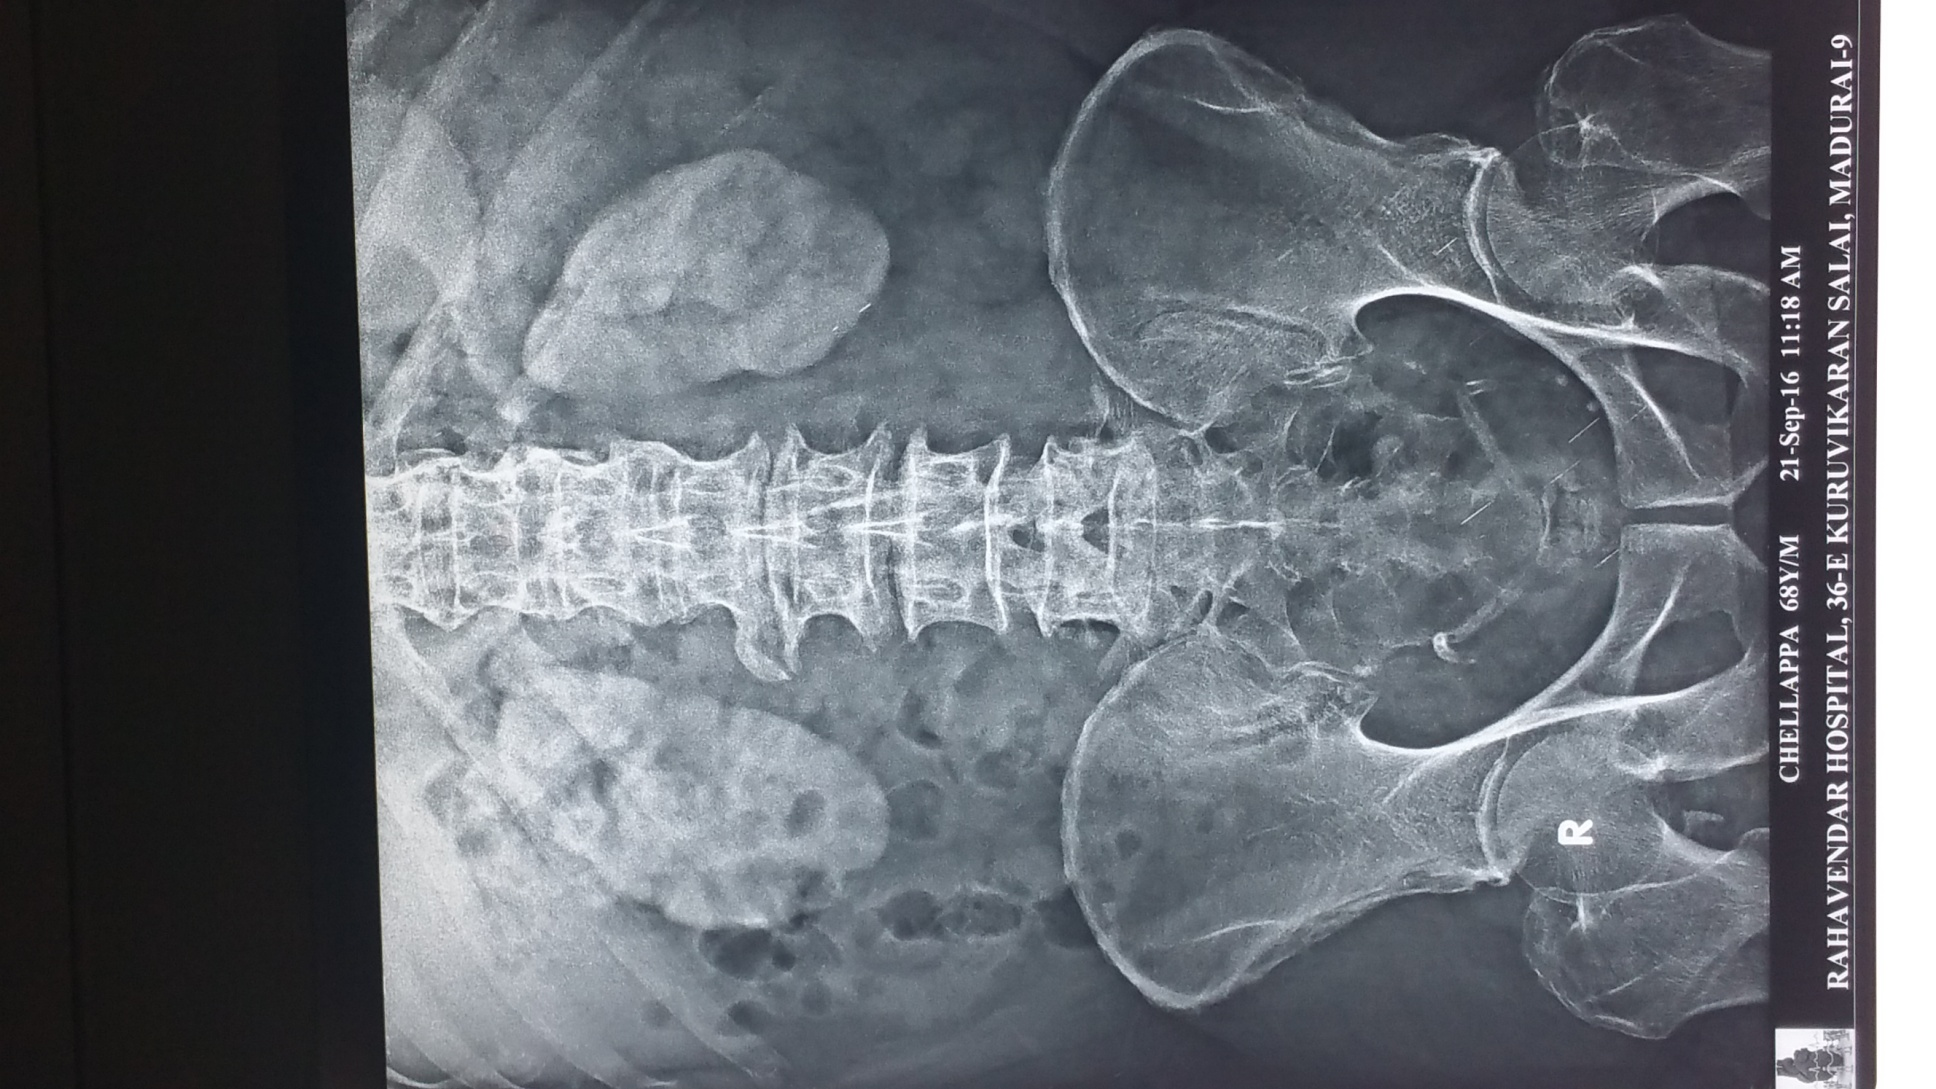 R
CHELLAPPA 68Y/M 21-Sep-16 11:18 AM
RAHAVENDAR HOSPITAL, 36-E KURUVIKARAN SALAI, MADURAI-9